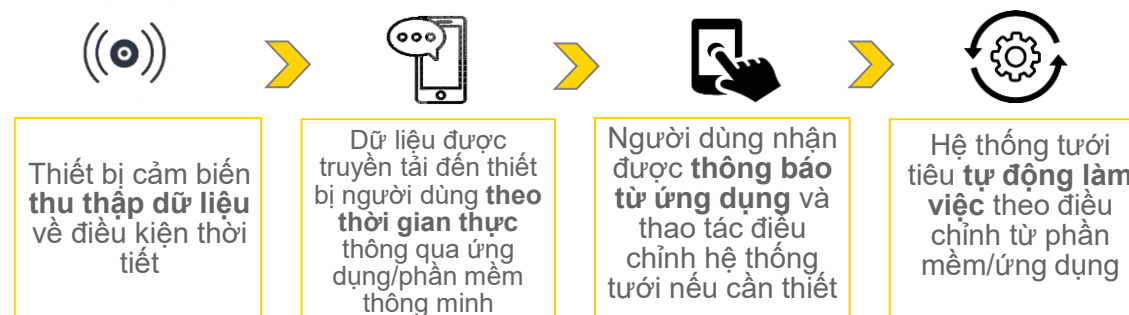 Thiết bị cảm biến
thu thập dữ liệu
về điều kiện thời
tiết
Dữ liệu được
truyền tải đến thiết
bị người dùng theo
thời gian thực
thông qua ứng
dụng/phần mềm
thông minh
Người dùng nhận
được thông báo
từ ứng dụng và
thao tác điều
chỉnh hệ thống
tưới nếu cần thiết
Hệ thống tưới
tiêu tự động làm
việc theo điều
chỉnh từ phần
mềm/ứng dụng